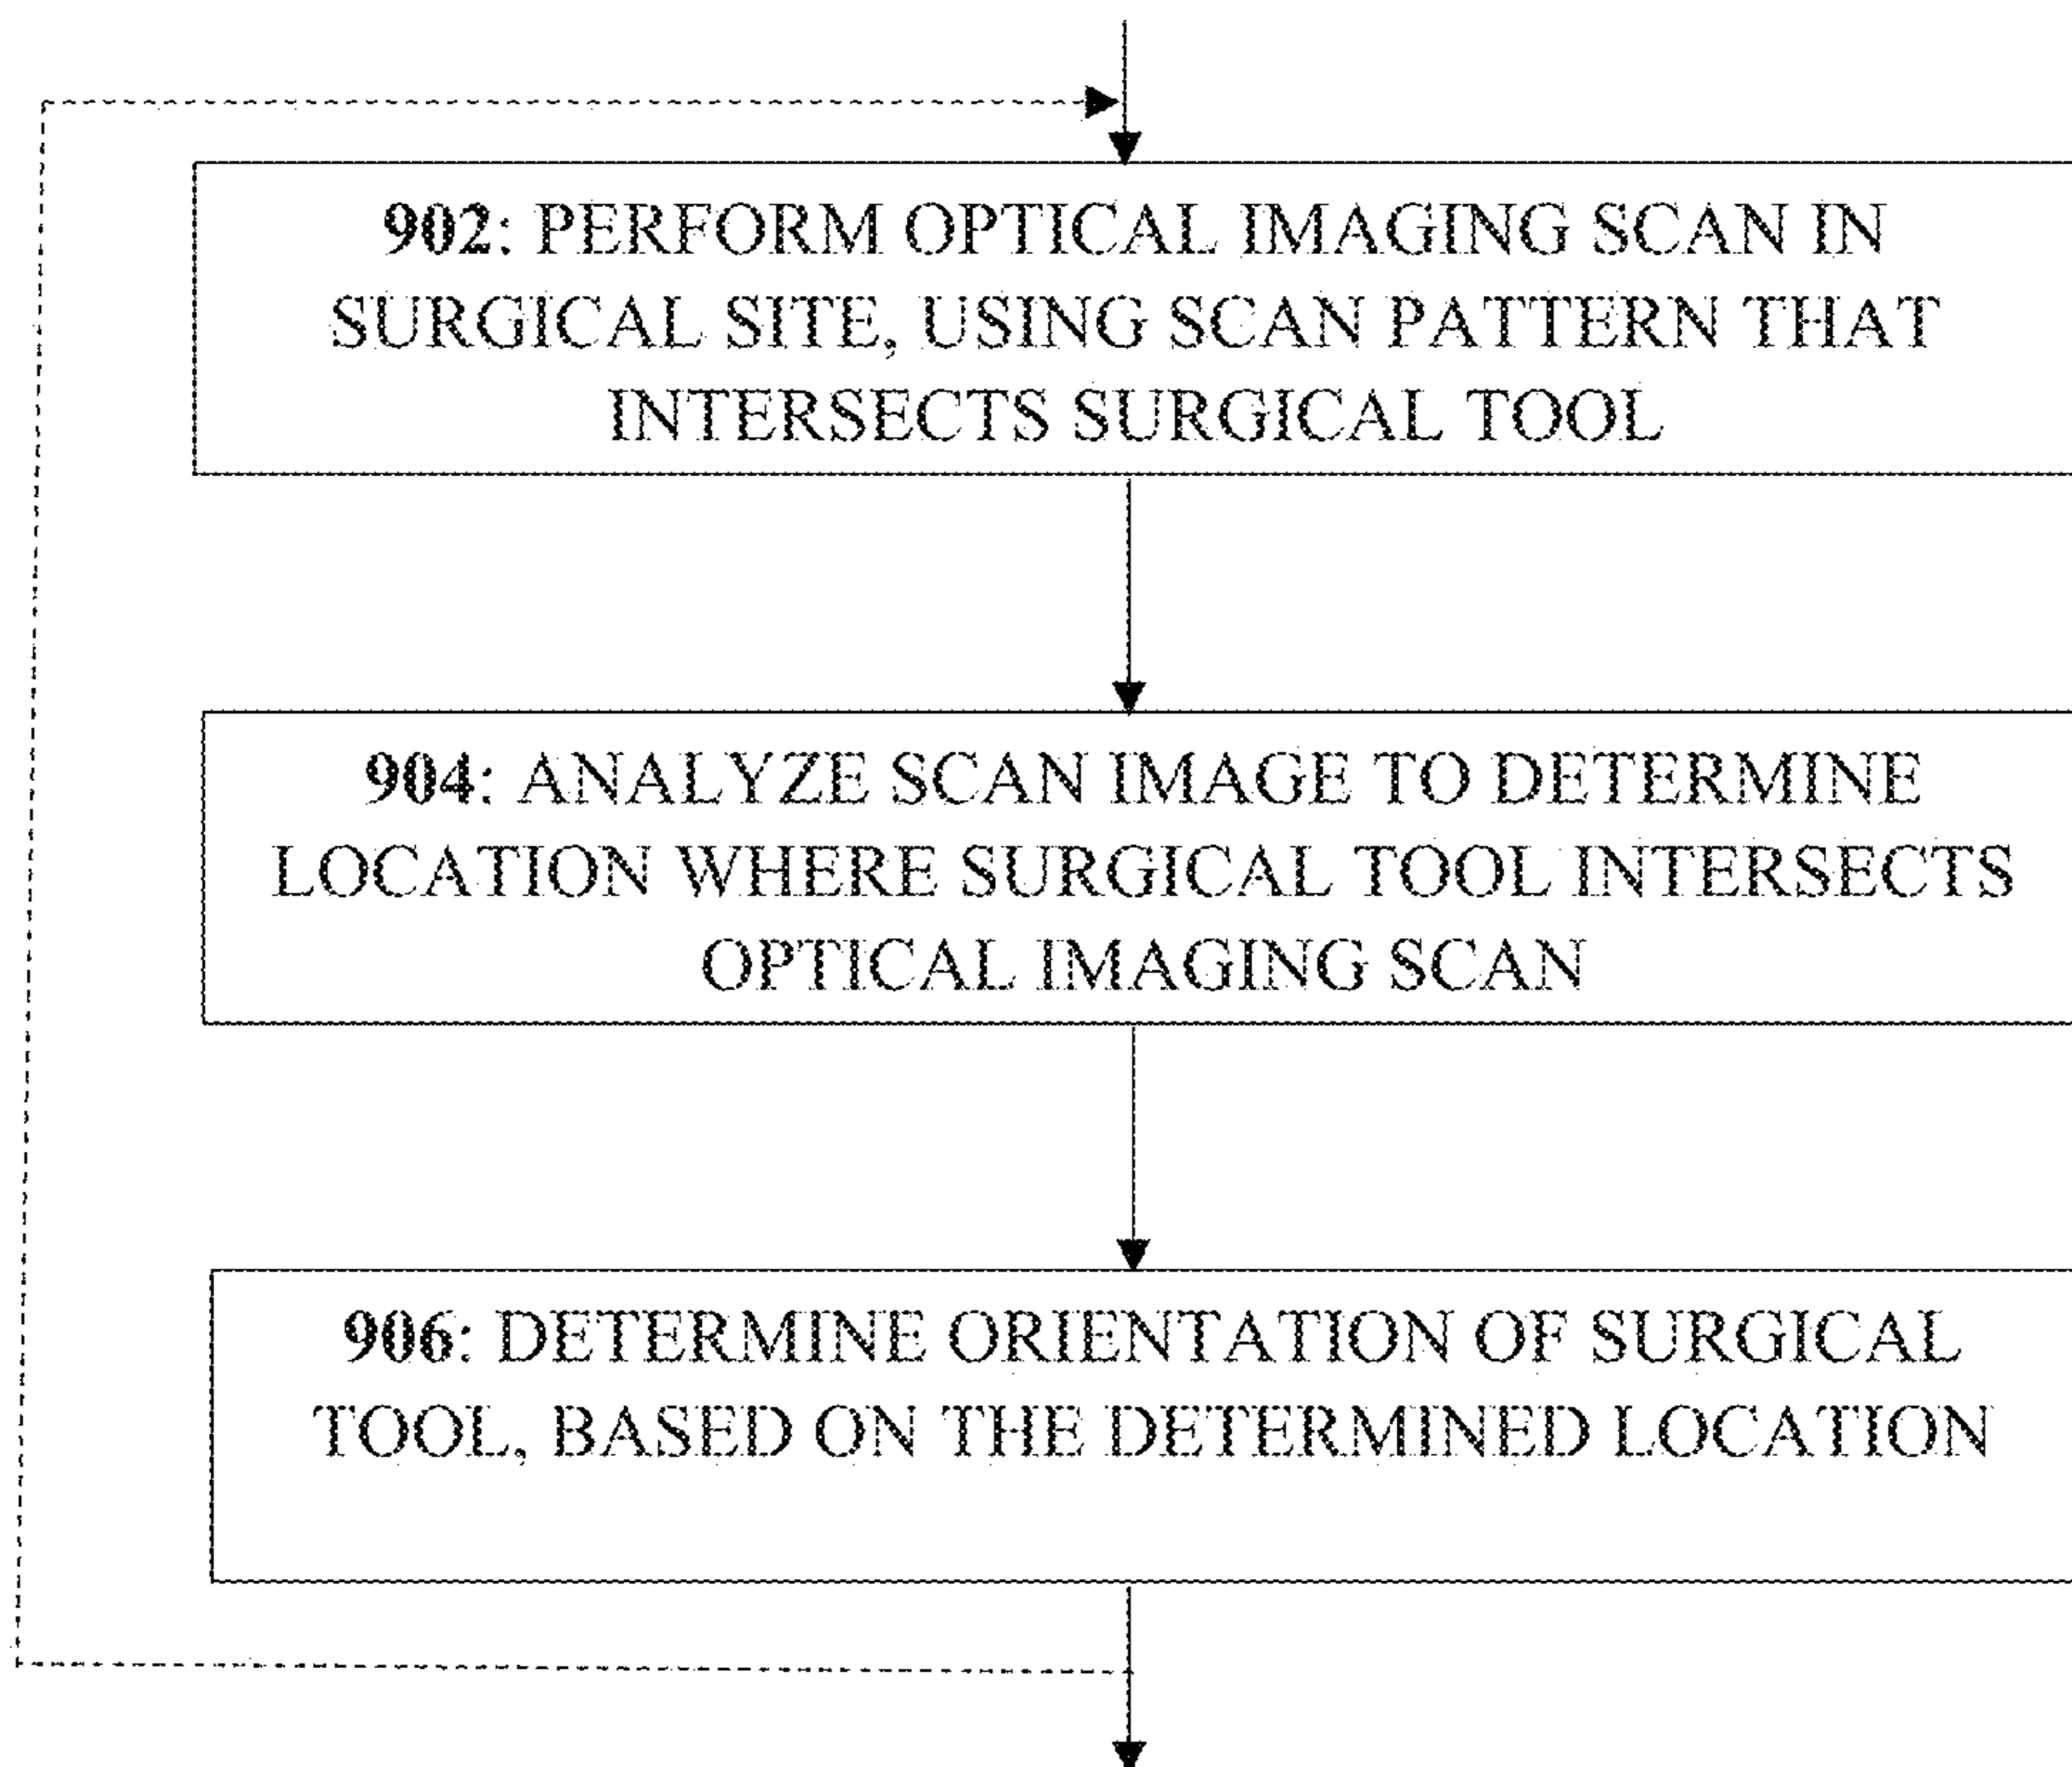 902: PERFORM OPTICAL IMAGING SCAN IN
SURGICAL SITE, USING SCAN PATTERN THAT
INTERSECTS SURGICAL TOOL
904: ANALYZE SCAN IMAGE TO DETERMINE
LOCATION WHERE SURGICAL TOOL INTERSECTS
OPTICAL IMAGING SCAN
906: DETERMINE ORIENTATION OF SURGICAL
TOOL, BASED ON THE DETERMINED LOCATION